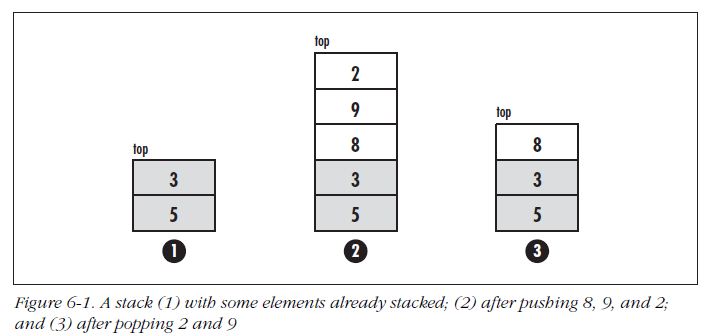 top
2
9
8
3
5
2
top
3
5
1
top
8
3
5
3
Figure 6-1. A stack (1) with some elements already stacked; (2) after pushing 8, 9, and 2;
and (3) after popping 2 and 9